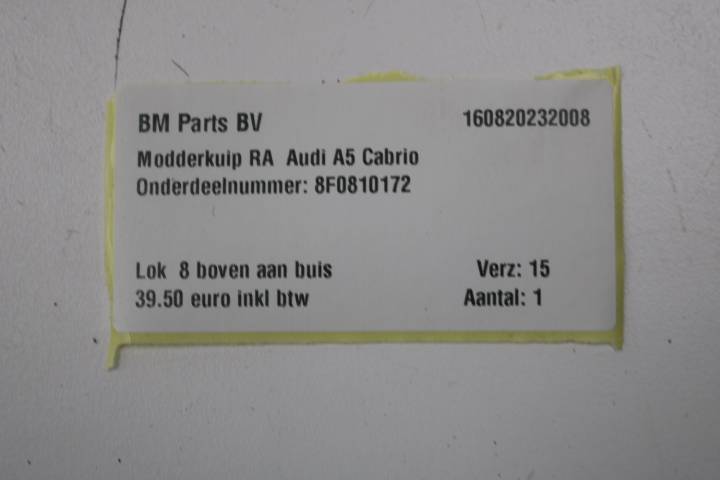 BM Parts BV 160820232008
Modderkuip RA Audi A5 Cabrio
Onderdeelnummer: 8F0810172
Lok 8 boven aan buis Verz: 15
39.50 euro inkl btw Aantal: 1